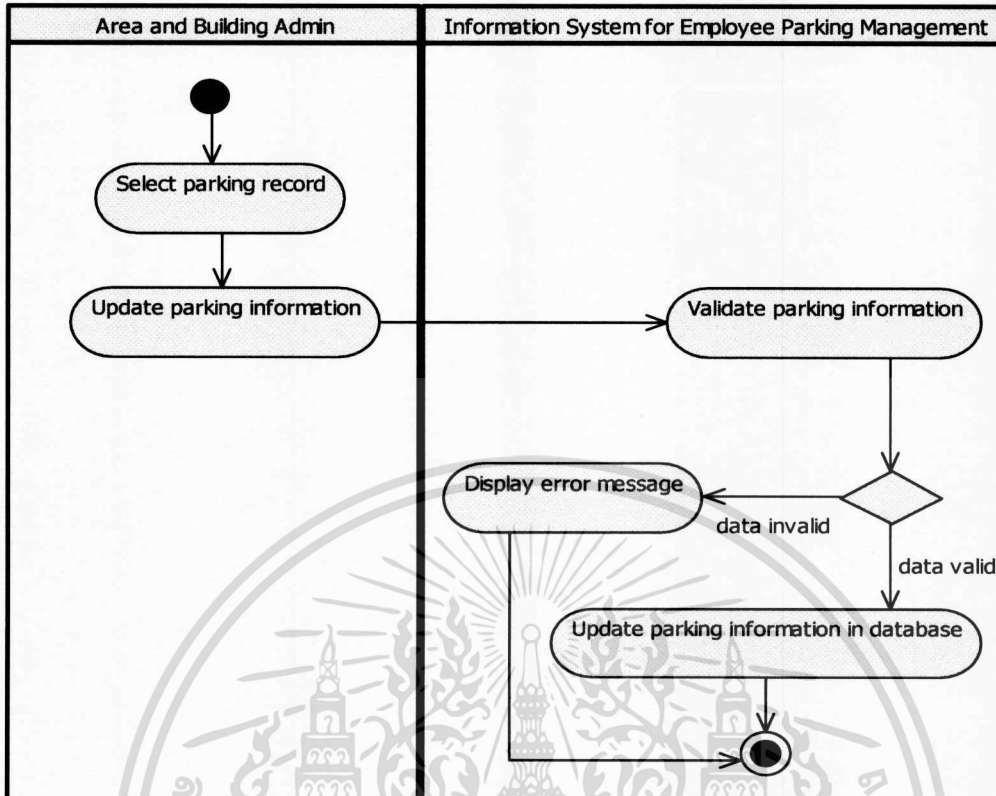 Area and Building Admin
Information System for Employee Parking Management
Select parking record
Update parking information
Validate parking information
Display error message
data invalid
data valid
Update parking information in database